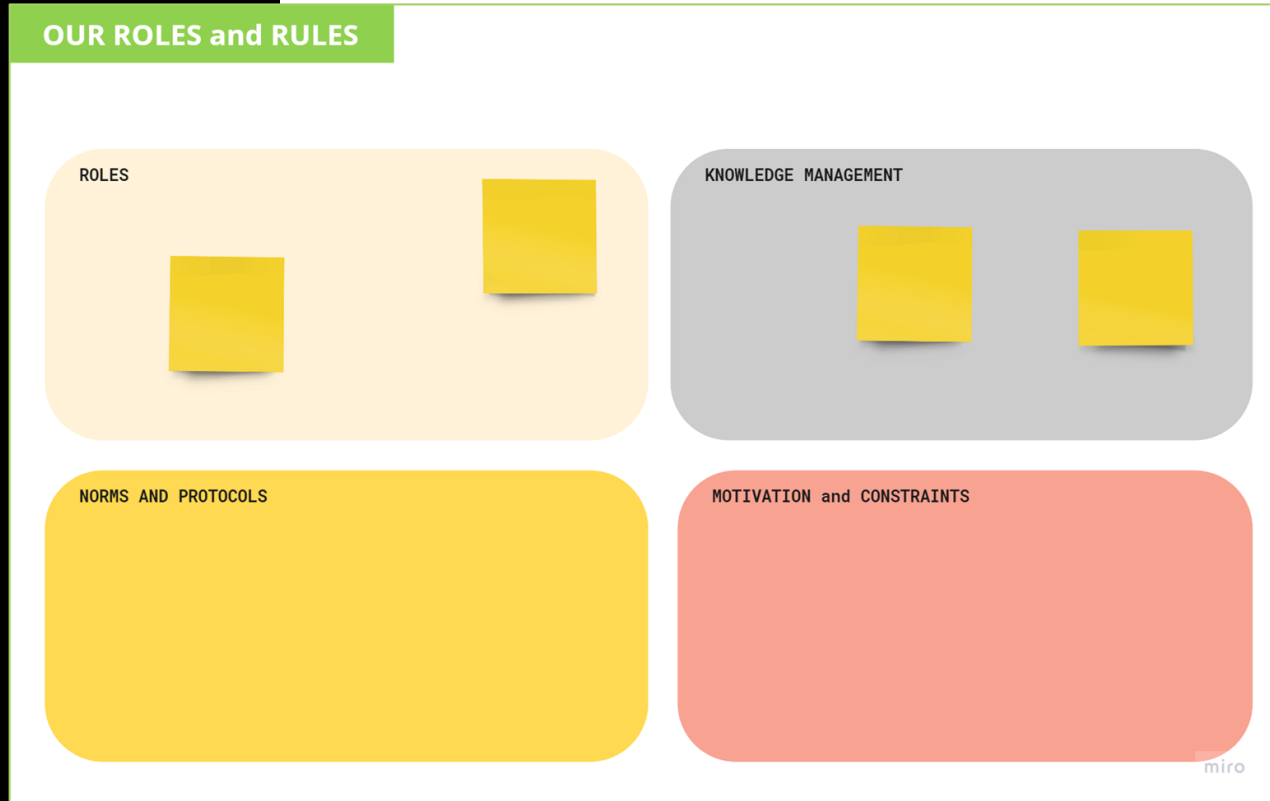 OUR ROLES and RULES
ROLES
KNOWLEDGE MANAGEMENT
NORMS AND PROTOCOLS
MOTIVATION and CONSTRAINTS
miro